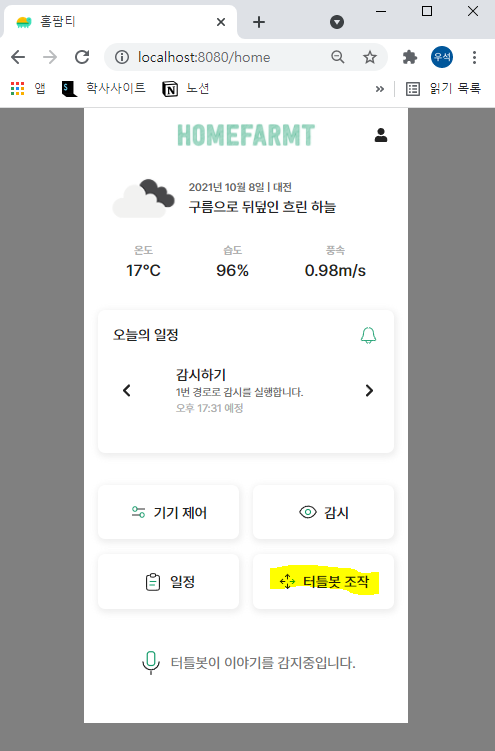 홈팜티
localhost:8080/home
우석
앱
학사사이트
노션
읽기 목록
HOMEFARMT
2021년 10월 8일 | 대전
구름으로 뒤덮인 흐린 하늘
온도 습도 풍속
17°C 96% 0.98m/s
오늘의 일정
감시하기
1번 경로로 감시를 실행합니다.
오후 17:31 예정
기기 제어
감시
일정
터틀봇 조작
터틀봇이 이야기를 감지중입니다.